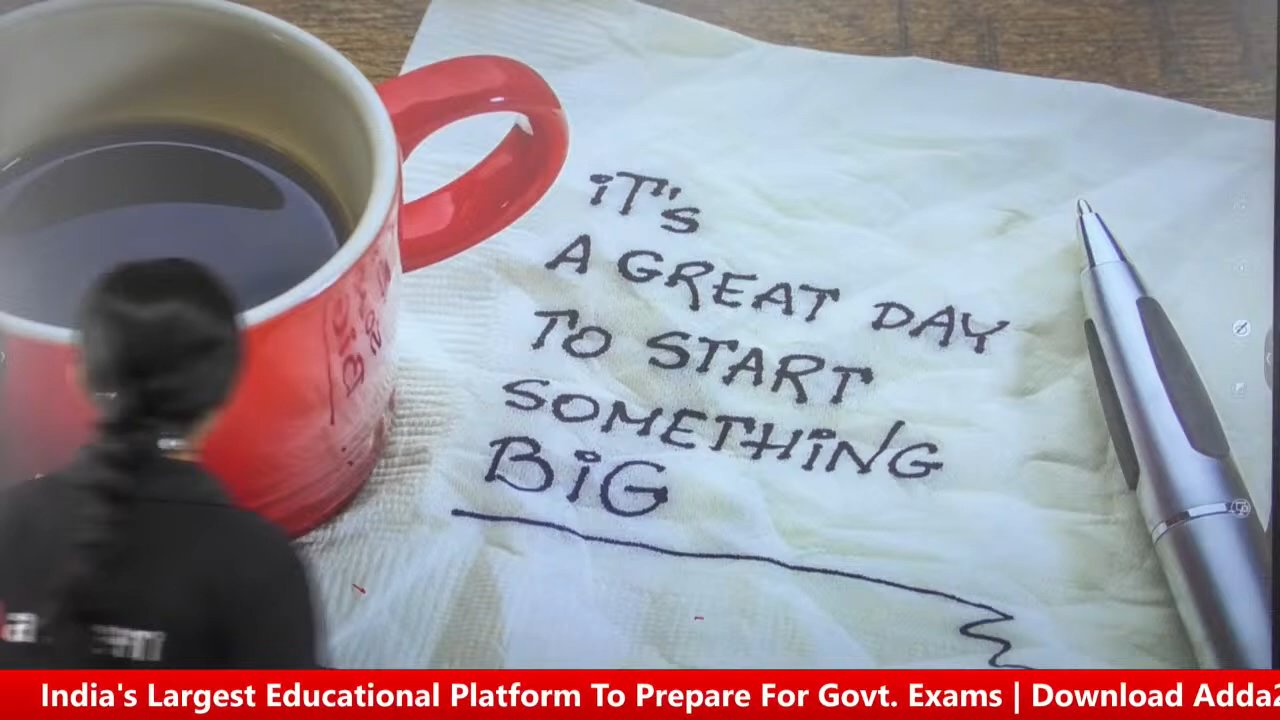 iT's
A GREAT DAY
TO START
SOMETHiNG
BiG
India's Largest Educational Platform To Prepare For Govt. Exams | Download Adda2